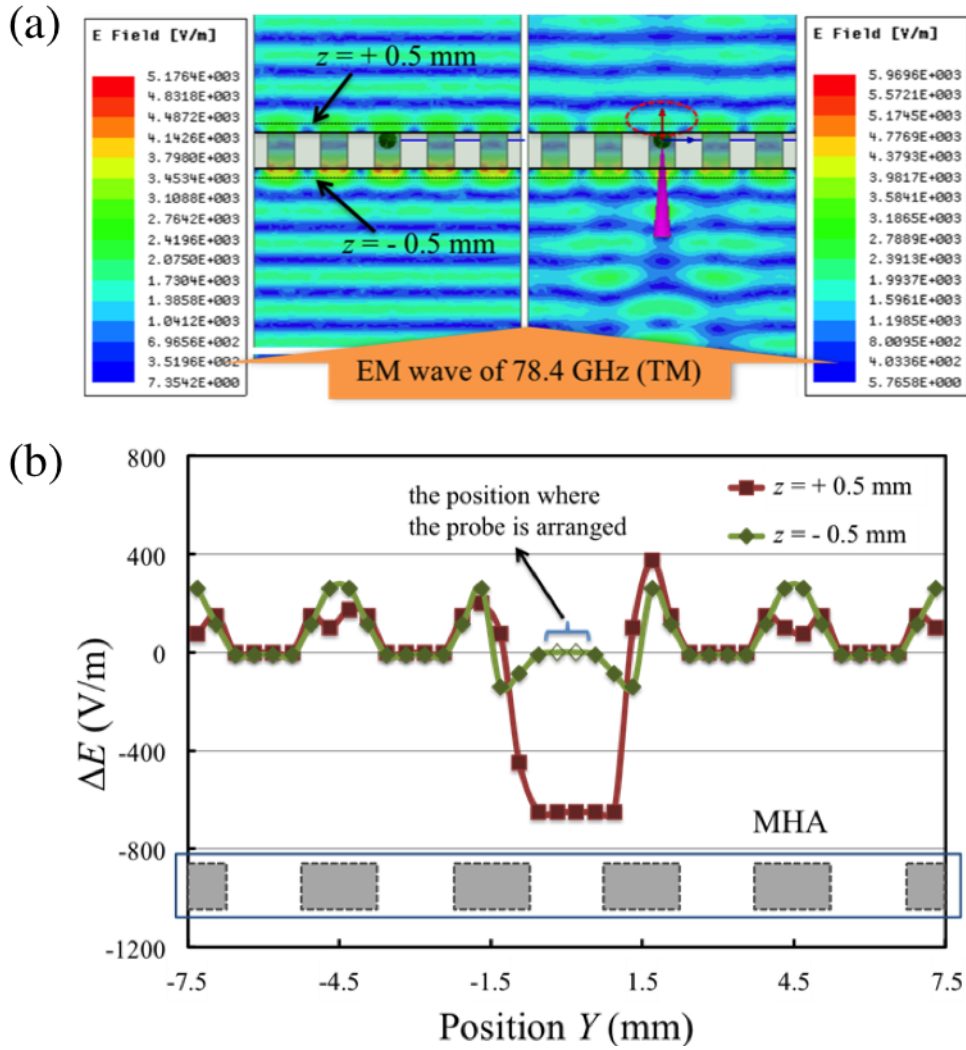 (a)
E Field [V/m]
5.1764E+003
4.8318E+003
4.4872E+003
4.1426E+003
3.7980E+003
3.4534E+003
3.1088E+003
2.7642E+003
2.4196E+003
2.0750E+003
1.7304E+003
1.3858E+003
1.0412E+003
6.9656E+002
3.5196E+002
7.3542E+000
z = + 0.5 mm
z = - 0.5 mm
E Field [V/m]
5.9696E+003
5.5721E+003
5.1745E+003
4.7769E+003
4.3793E+003
3.9817E+003
3.5841E+003
3.1865E+003
2.7889E+003
2.3913E+003
1.9937E+003
1.5961E+003
1.1985E+003
8.0095E+002
4.0336E+002
5.7658E+000
EM wave of 78.4 GHz (TM)
(b)
800
400
0
-400
-800
-1200
ΔE (V/m)
the position where
the probe is arranged
z = + 0.5 mm
z = - 0.5 mm
MHA
-7.5 -4.5 -1.5 1.5 4.5 7.5
Position Y (mm)